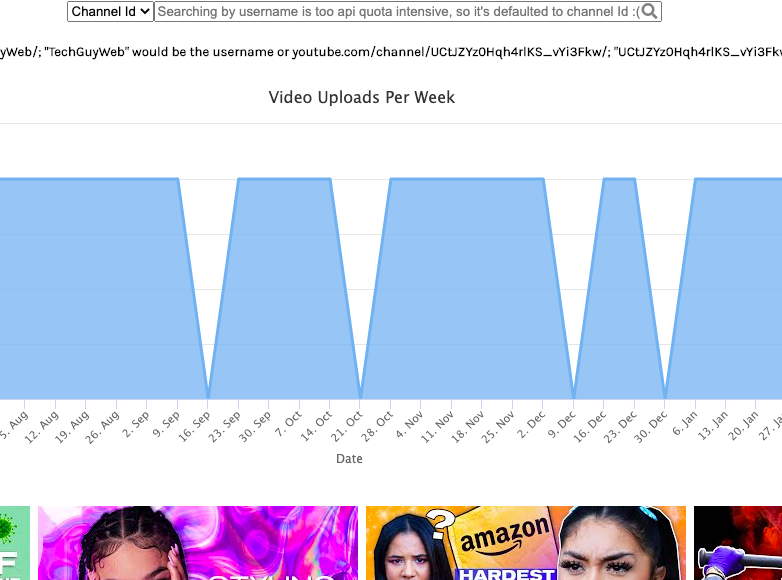 Channel Id Searching by username is too api quota intensive, so it's defaulted to channel Id :(
yWeb/; "TechGuyWeb" would be the username or youtube.com/channel/UCtJZYz0Hqh4rlKS_vYi3Fkw/; "UCtJZYz0Hqh4rlKS_vYi3Fkw
Video Uploads Per Week
5. Aug 12. Aug 19. Aug 26. Aug 2. Sep 9. Sep 16. Sep 23. Sep 30. Sep 7. Oct 14. Oct 21. Oct 28. Oct 4. Nov 11. Nov 18. Nov 25. Nov 2. Dec 9. Dec 16. Dec 23. Dec 30. Dec 6. Jan 13. Jan 20. Jan 27. Ja
Date
?
amazon
F
STYLING
HARDEST